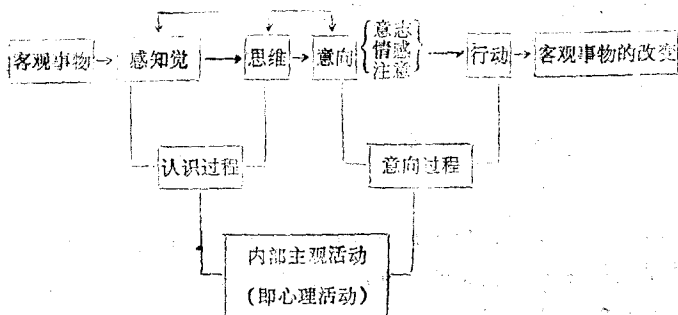 客观事物
感知觉
思维
意向
意志
情感
注意
行动
客观事物的改变
认识过程
意向过程
内部主观活动
(即心理活动)